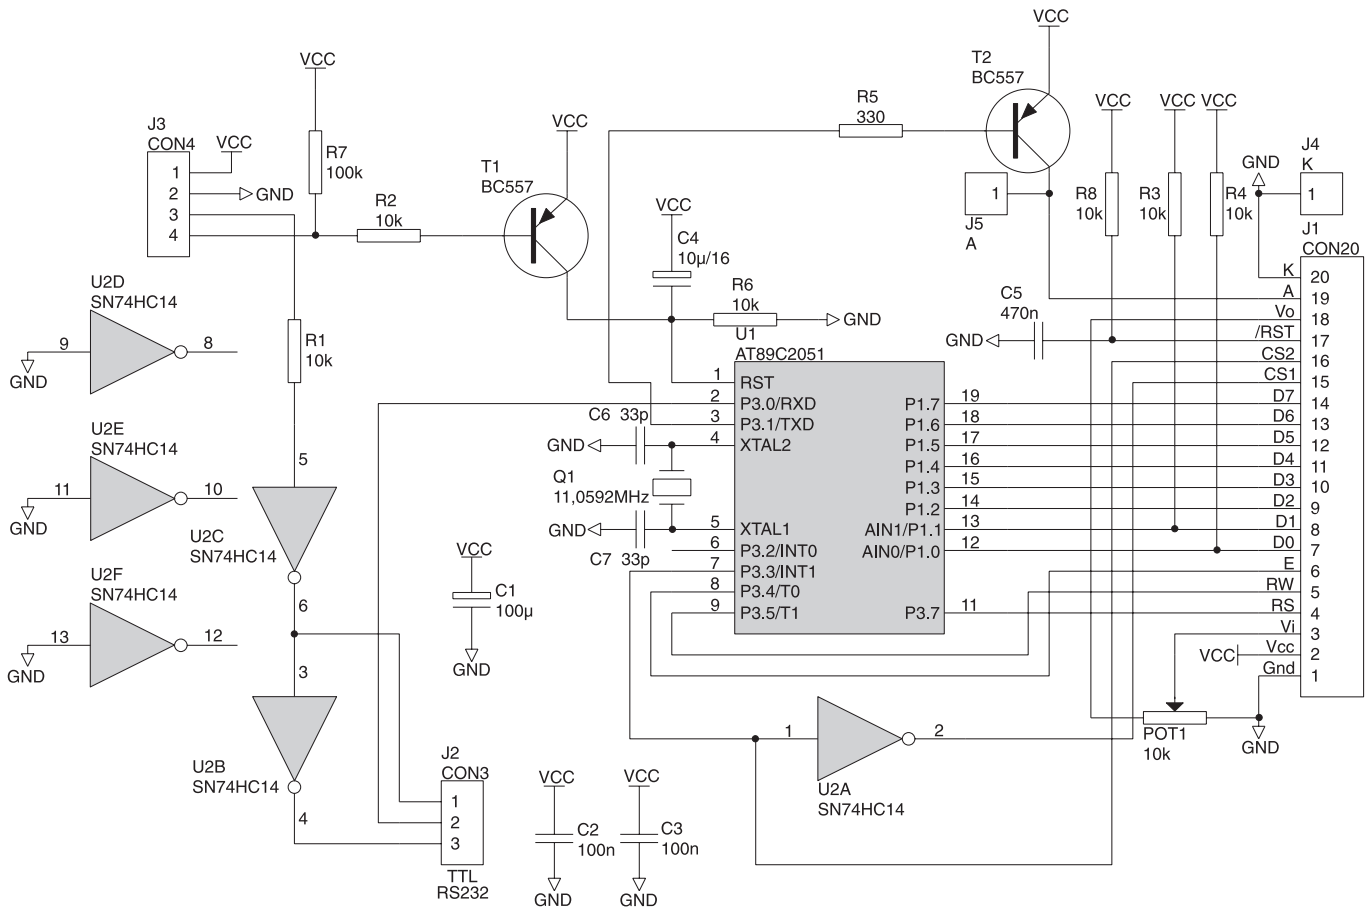 VCC
T2
BC557
VCC
R5
330
VCC
VCC
VCC
J3
CON4
VCC
R7
100k
VCC
T1
BC557
J4
K
GND
1
1
2
3
4
GND
R2
10k
VCC
C4
10µ/16
1
J5
A
R8
10k
R3
10k
R4
10k
J1
CON20
U2D
SN74HC14
9
8
GND
R1
10k
R6
10k
GND
U1
AT89C2051
C5
470n
GND
K 20
A 19
Vo 18
/RST 17
CS2 16
CS1 15
D7 14
D6 13
D5 12
D4 11
D3 10
D2 9
D1 8
D0 7
E 6
RW 5
RS 4
Vi 3
VCC Vcc 2
Gnd 1
1 RST
2 P3.0/RXD
3 P3.1/TXD
4 XTAL2
5 XTAL1
6 P3.2/INT0
7 P3.3/INT1
8 P3.4/T0
9 P3.5/T1
P1.7 19
P1.6 18
P1.5 17
P1.4 16
P1.3 15
P1.2 14
AIN1/P1.1 13
AIN0/P1.0 12
P3.7 11
C6 33p
GND
Q1
11,0592MHz
GND
C7 33p
U2E
SN74HC14
11
10
GND
5
U2C
SN74HC14
6
U2F
SN74HC14
13
12
GND
VCC
C1
100µ
GND
3
U2B
SN74HC14
4
J2
CON3
1
2
3
TTL
RS232
VCC
C2
100n
GND
VCC
C3
100n
GND
1
2
U2A
SN74HC14
POT1
10k
GND